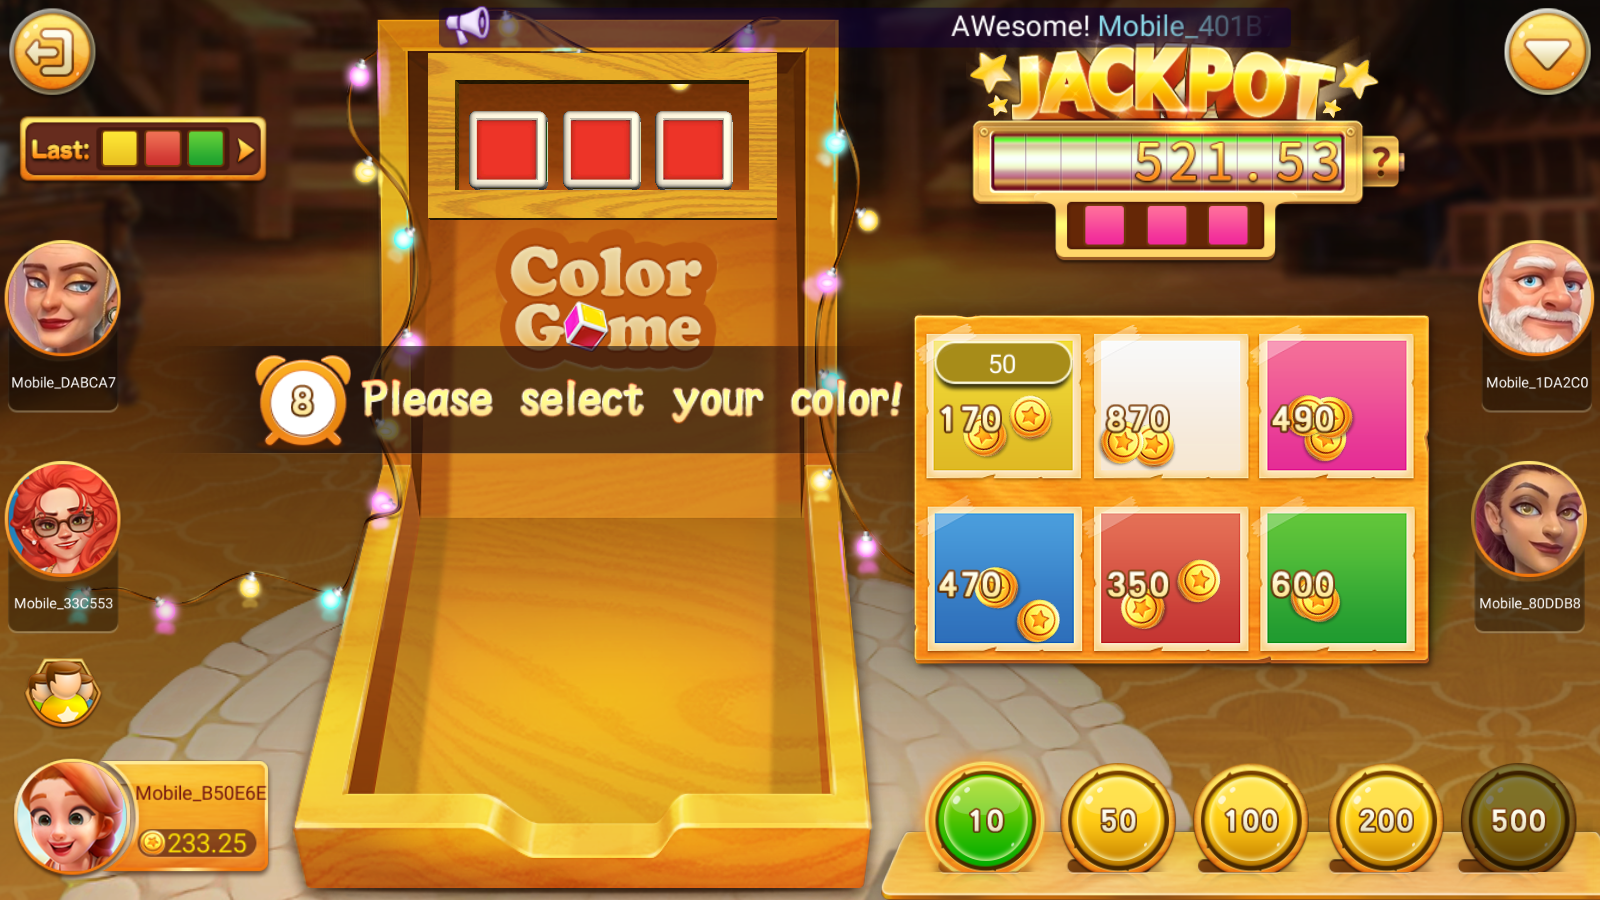 AWesome! Mobile_401B
JACKPOT
521.53
?
Last:
Color
Game
Mobile_DABCA7
Mobile_1DA2C0
8
Please select your color!
50
170
870
490
470
350
600
Mobile_33C553
Mobile_80DDB8
Mobile_B50E6E
233.25
10
50
100
200
500